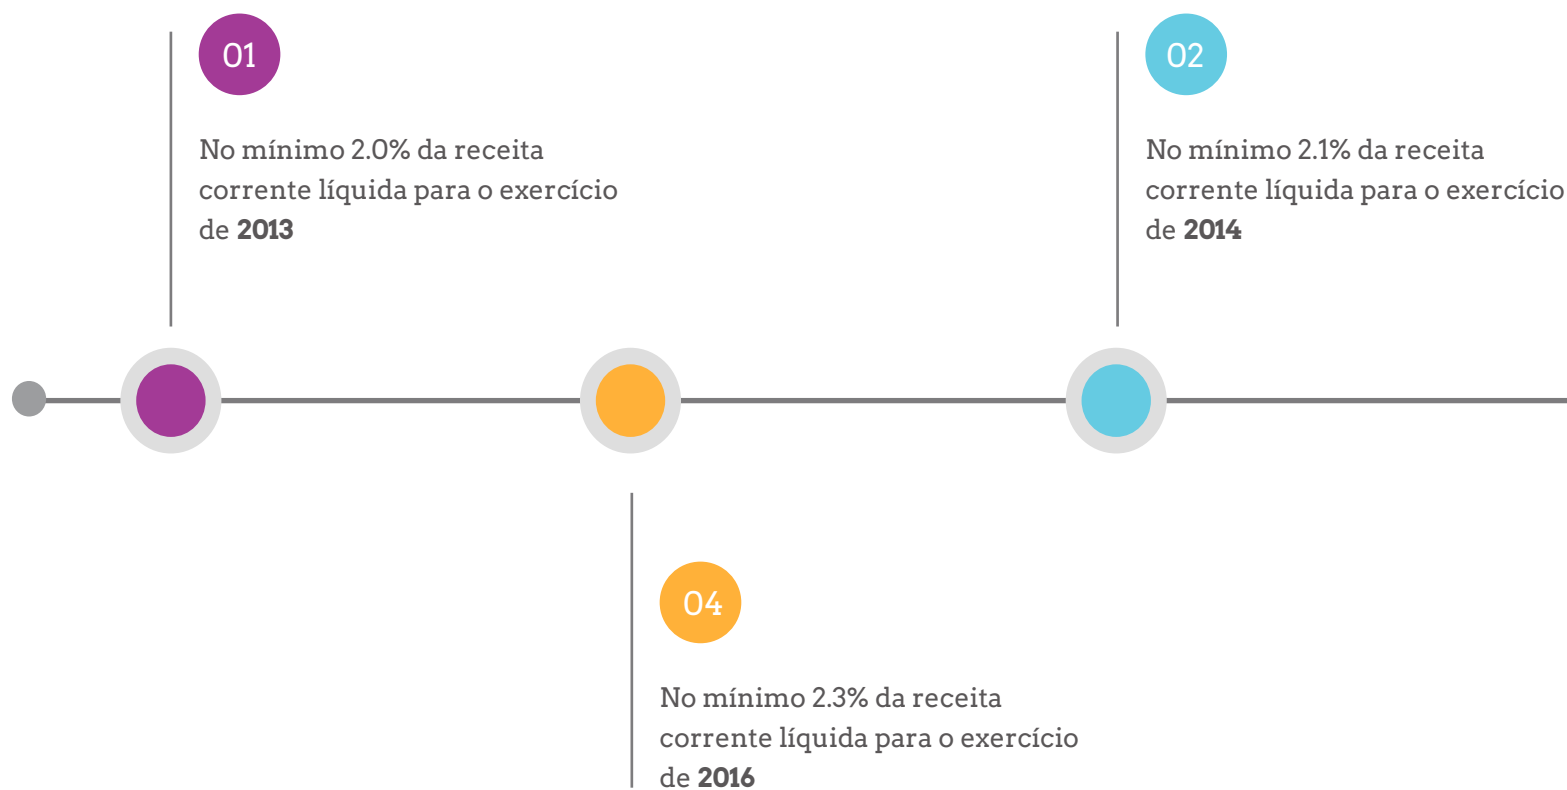 01
No mínimo 2.0% da receita
corrente líquida para o exercício
de 2013
02
No mínimo 2.1% da receita
corrente líquida para o exercício
de 2014
04
No mínimo 2.3% da receita
corrente líquida para o exercício
de 2016